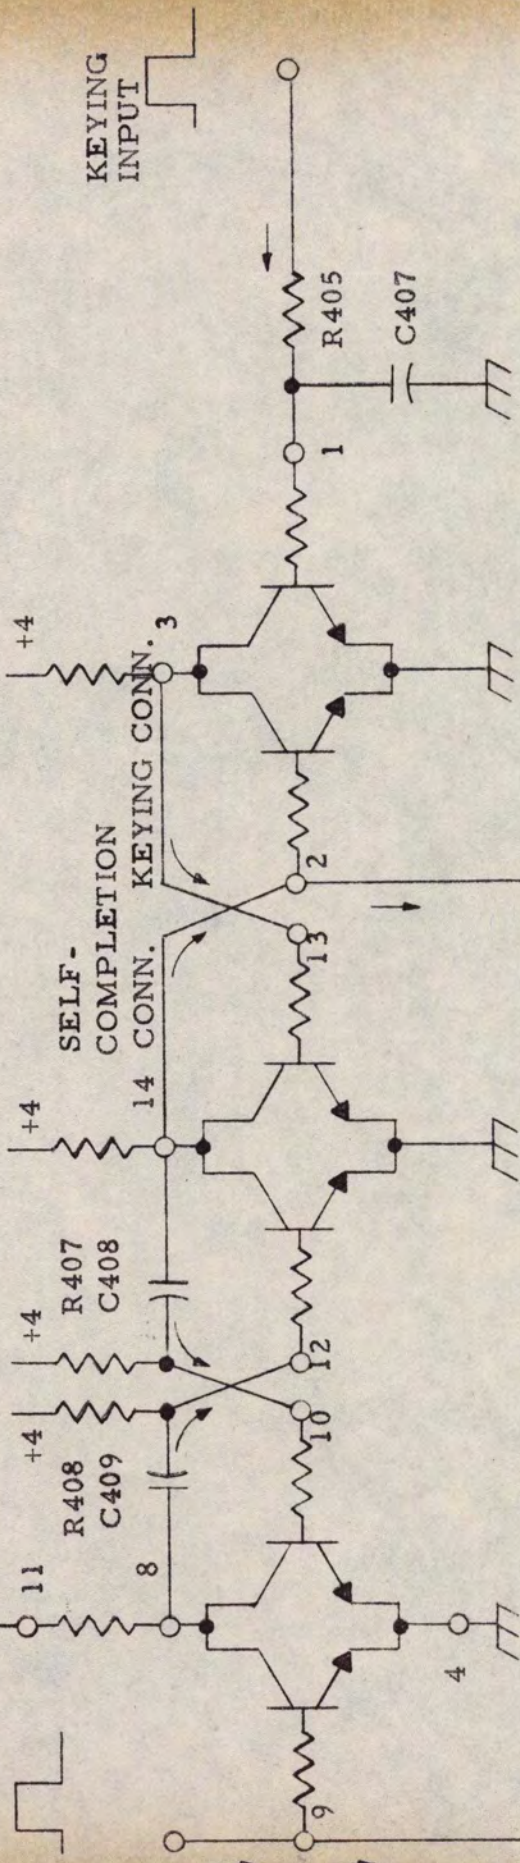 KEYING
INPUT
R405
C407
1
+4
3
KEYING CONN.
SELF-
COMPLETION
CONN.
2
13
14
+4
R407
C408
+4
12
10
+4
R408
C409
8
11
4
9